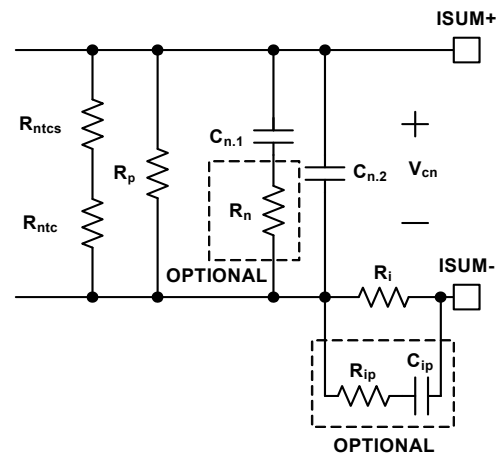 ISUM+
Rntcs
Cn.1
Rp
Cn.2
+
Vcn
Rn
Rntc
—
OPTIONAL
Ri
ISUM-
Rip
Cip
OPTIONAL